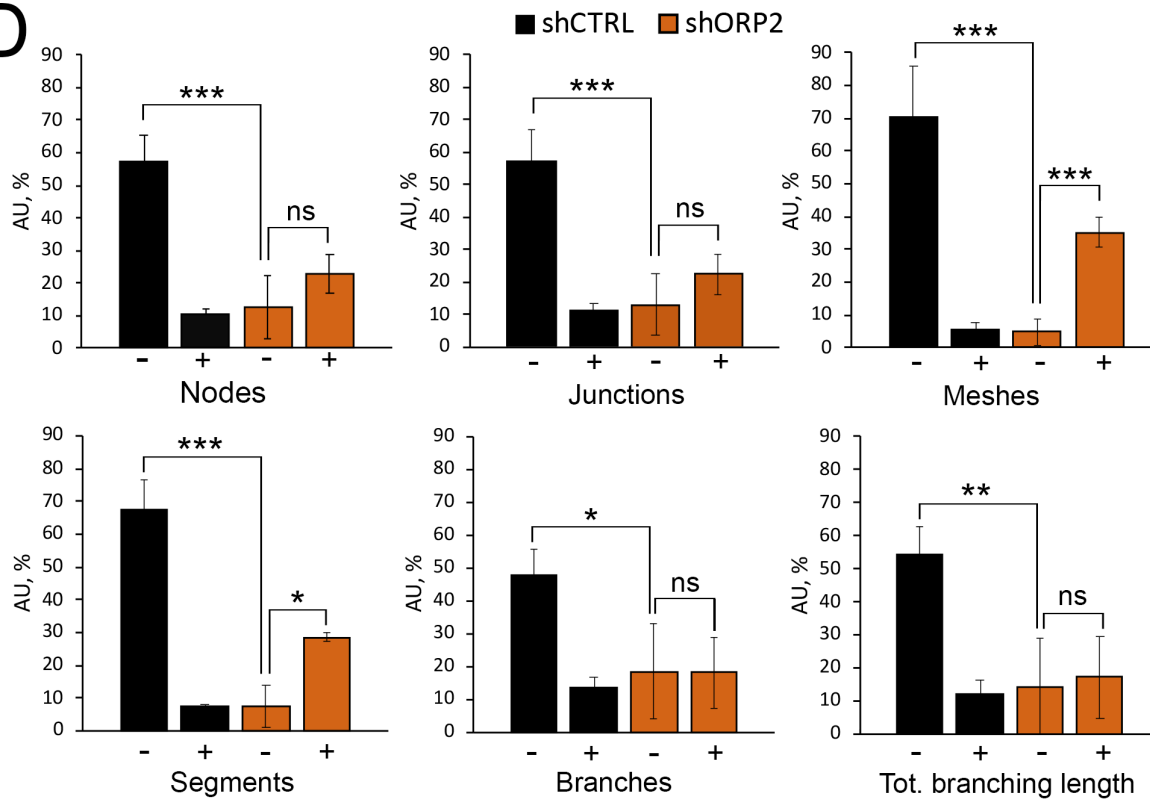 D
shCTRL shORP2
90
80
70
60
50
40
30
20
10
0
AU, %
***
ns
- + - +
Nodes
90
80
70
60
50
40
30
20
10
0
AU, %
***
ns
- + - +
Junctions
90
80
70
60
50
40
30
20
10
0
AU, %
***
***
- + - +
Meshes
90
80
70
60
50
40
30
20
10
0
AU, %
***
*
- + - +
Segments
90
80
70
60
50
40
30
20
10
0
AU, %
*
ns
- + - +
Branches
90
80
70
60
50
40
30
20
10
0
AU, %
**
ns
- + - +
Tot. branching length